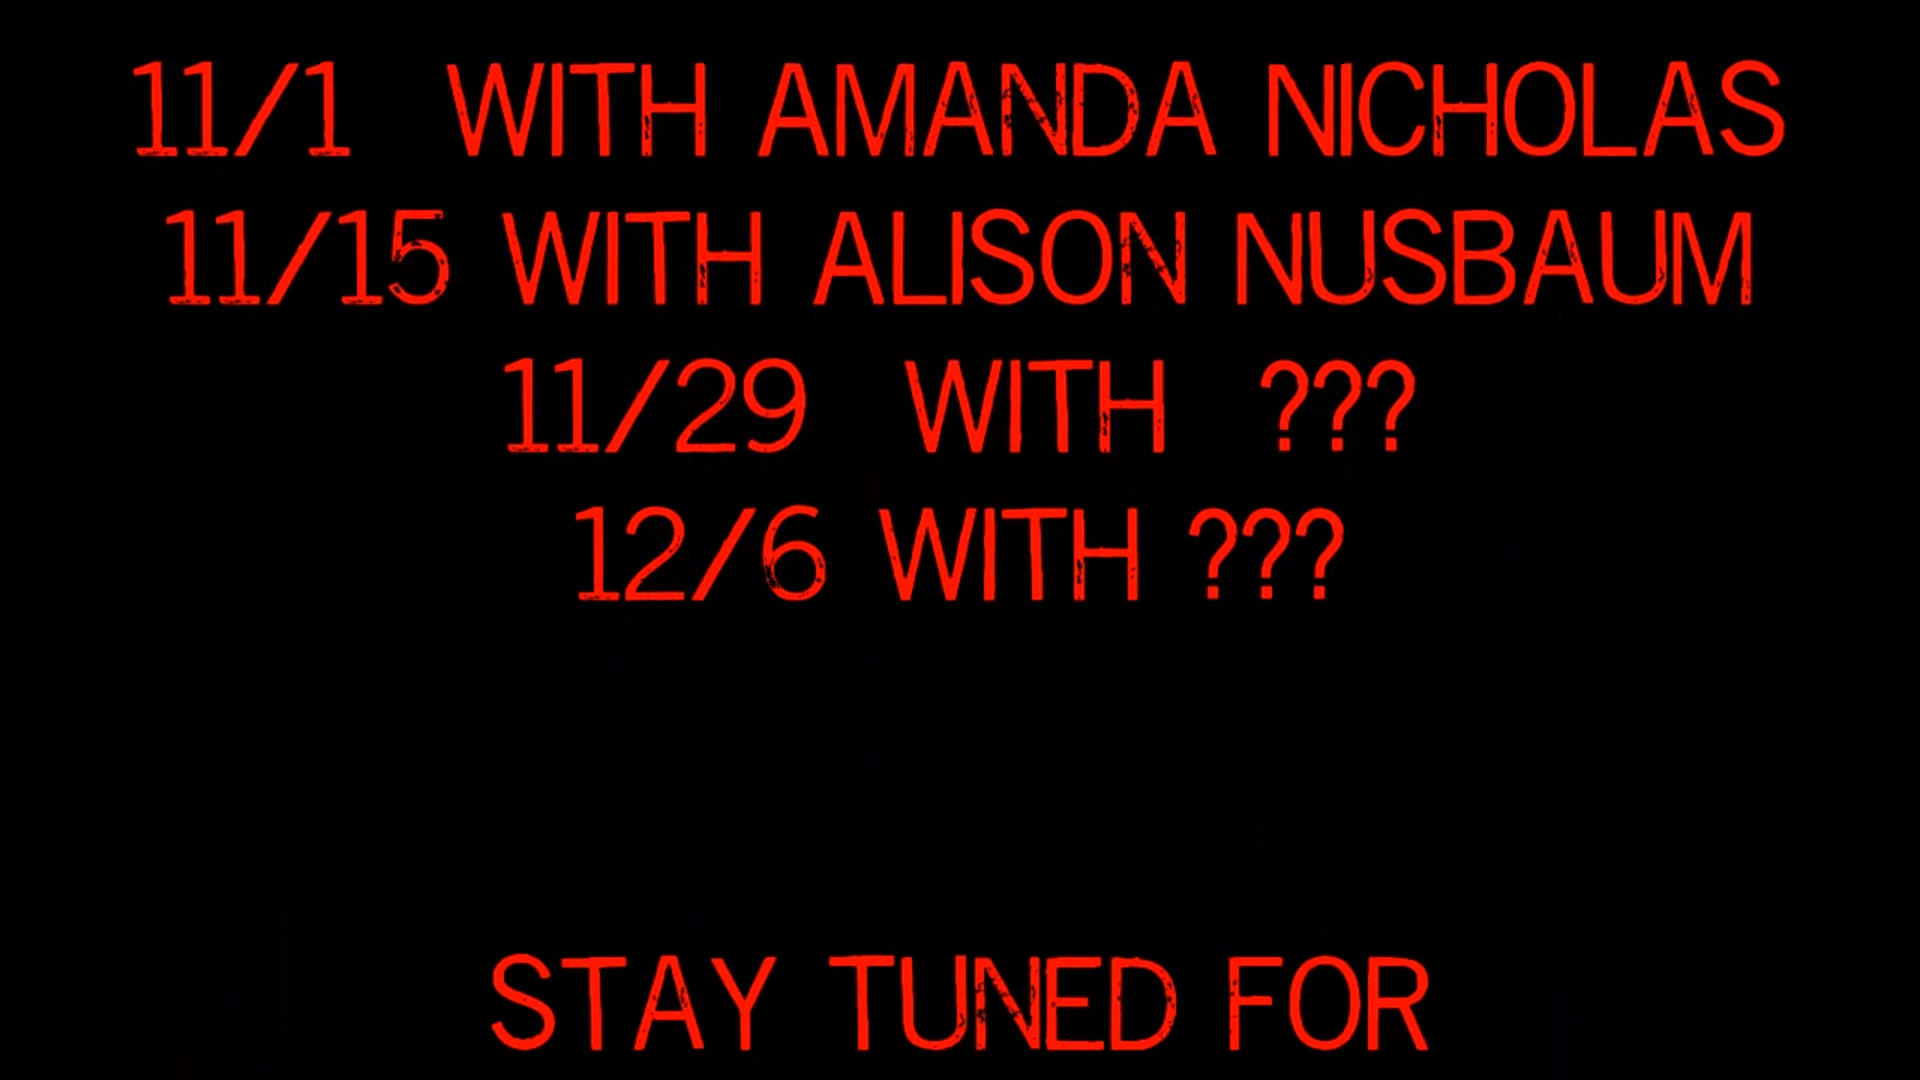 11/1 WITH AMANDA NICHOLAS
11/15 WITH ALISON NUSBAUM
11/29 WITH ???
12/6 WITH ???
STAY TUNED FOR